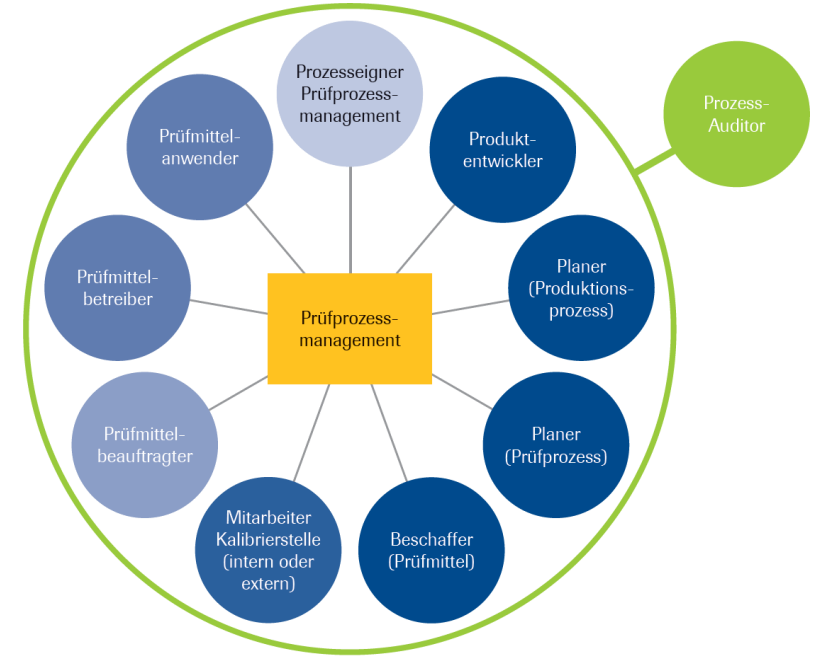 Prozesseigner
Prüfprozess-
management
Produkt-
entwickler
Planer
(Produktions-
prozess)
Planer
(Prüfprozess)
Beschaffer
(Prüfmittel)
Mitarbeiter
Kalibrierstelle
(intern oder
extern)
Prüfmittel-
beauftragter
Prüfmittel-
betreiber
Prüfmittel-
anwender
Prüfprozess-
management
Prozess-
Auditor